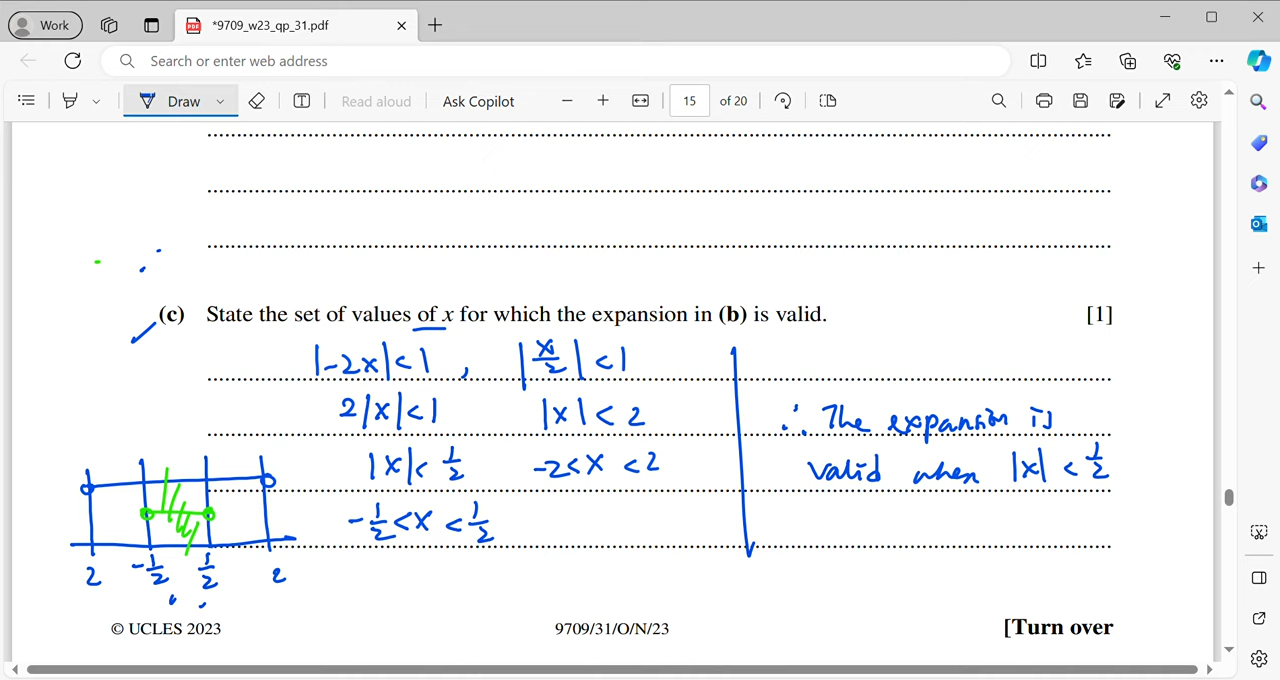 Work
*9709_w23_qp_31.pdf
Search or enter web address
Draw
Read aloud
Ask Copilot
15
of 20
(c) State the set of values of x for which the expansion in (b) is valid. [1]
|-2x| < 1 , |x/2| < 1
2|x| < 1 |x| < 2
|x| < 1/2 -2 < x < 2
-1/2 < x < 1/2
∴ The expansion is
valid when |x| < 1/2
2 -1/2 1/2 2
© UCLES 2023
9709/31/O/N/23
[Turn over